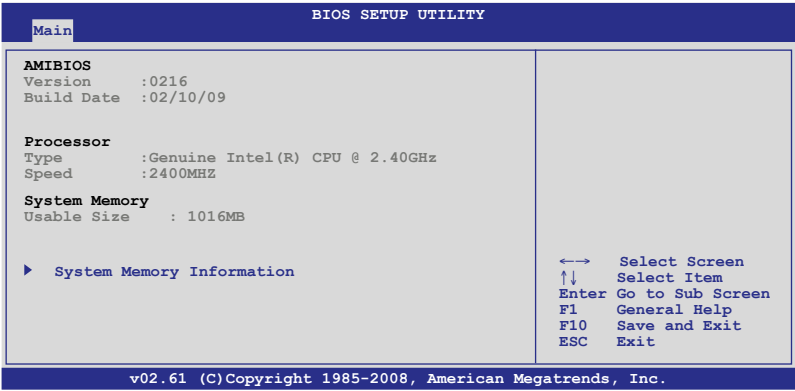 BIOS SETUP UTILITY
Main
AMIBIOS
Version :0216
Build Date :02/10/09
Processor
Type :Genuine Intel(R) CPU @ 2.40GHz
Speed :2400MHZ
System Memory
Usable Size : 1016MB
System Memory Information
←→ Select Screen
↑↓ Select Item
Enter Go to Sub Screen
F1 General Help
F10 Save and Exit
ESC Exit
v02.61 (C)Copyright 1985-2008, American Megatrends, Inc.